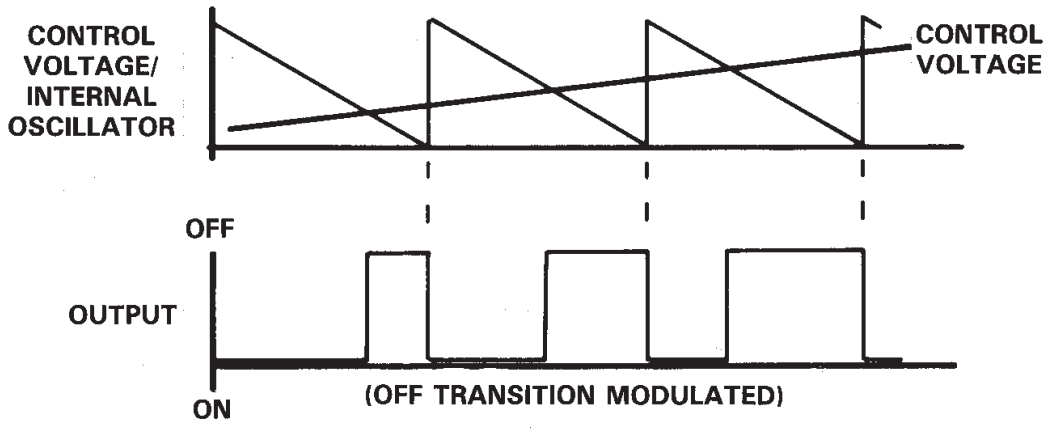 CONTROL
VOLTAGE/
INTERNAL
OSCILLATOR
CONTROL
VOLTAGE
OFF
OUTPUT
ON
(OFF TRANSITION MODULATED)